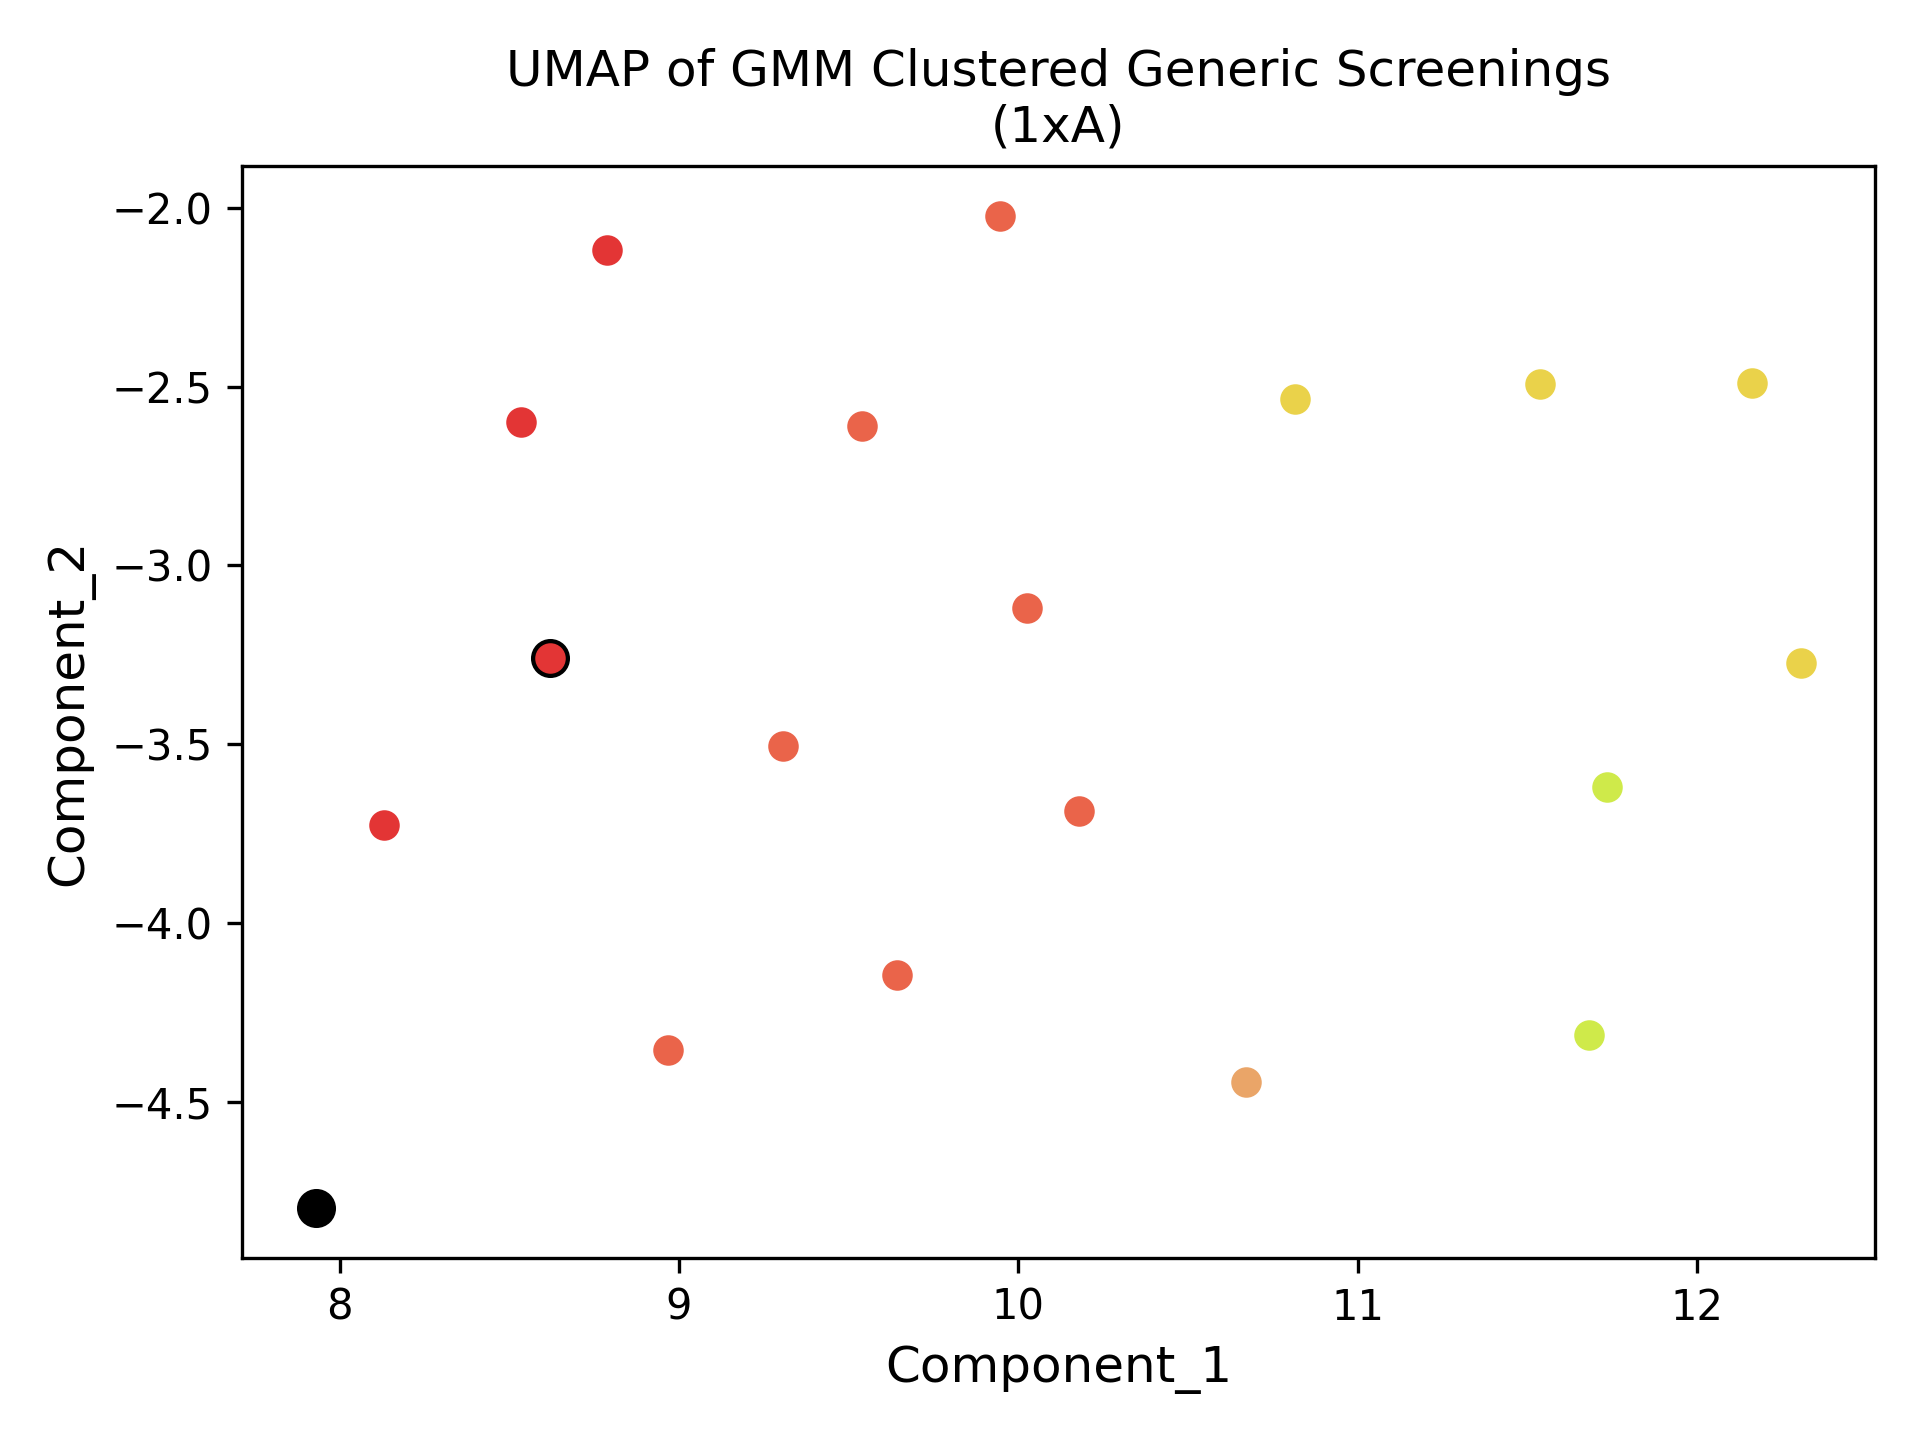 UMAP of GMM Clustered Generic Screenings
(1xA)
−2.0
−2.5
−3.0
−3.5
−4.0
−4.5
Component_2
8 9 10 11 12
Component_1